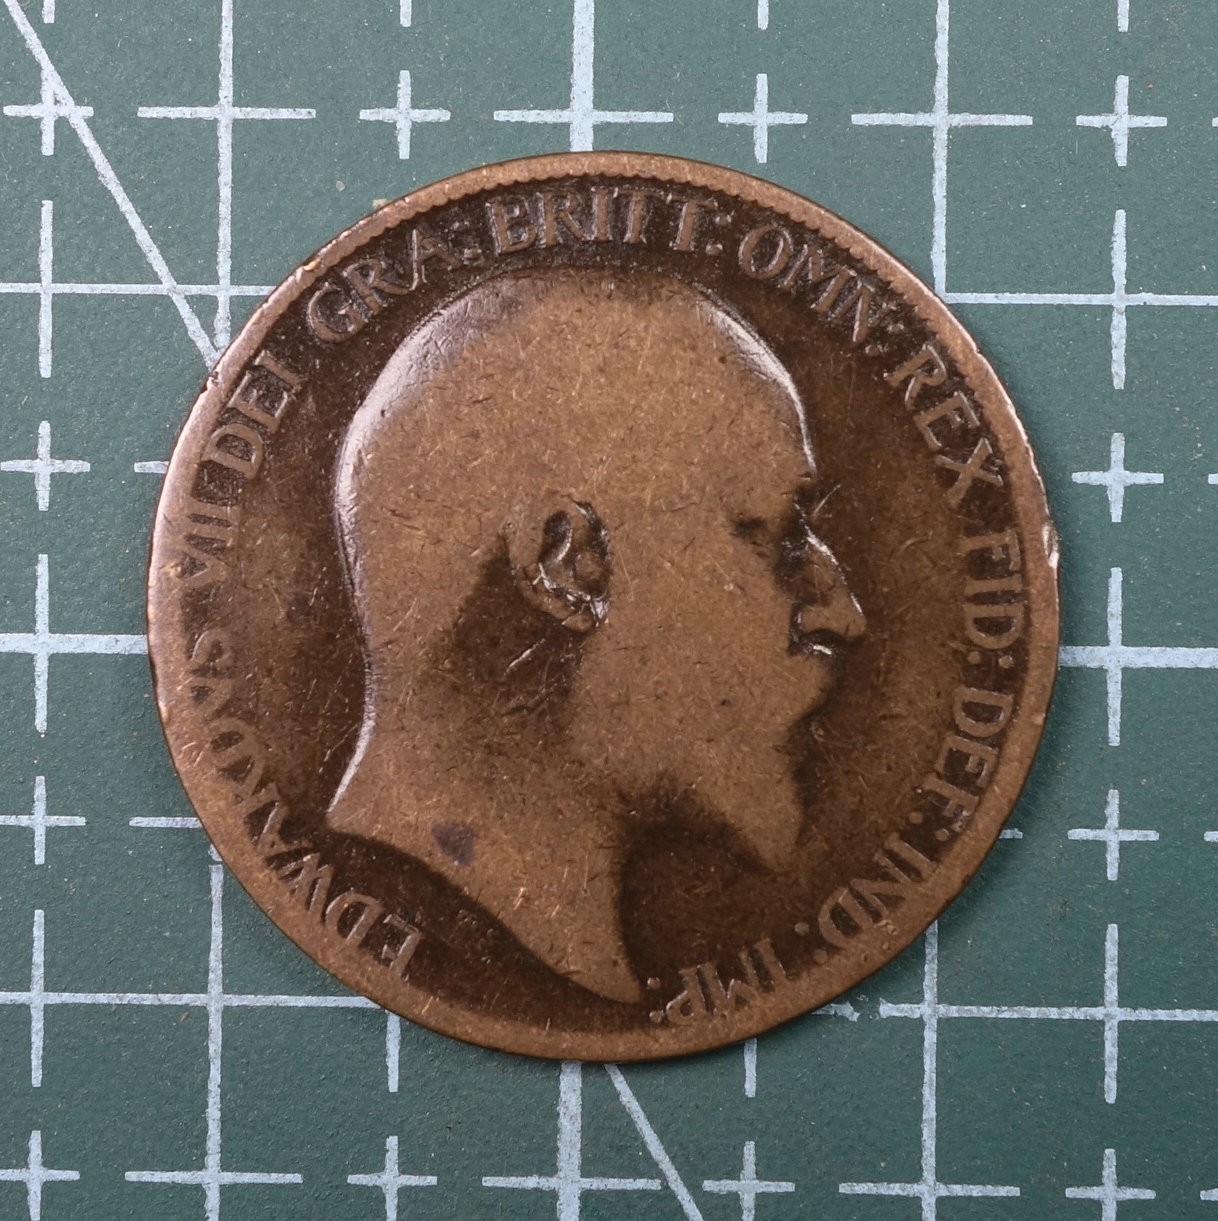 EDWARDVS VII DEI GRA: BRITT: OMN: REX FID: DEF: IND: IMP: